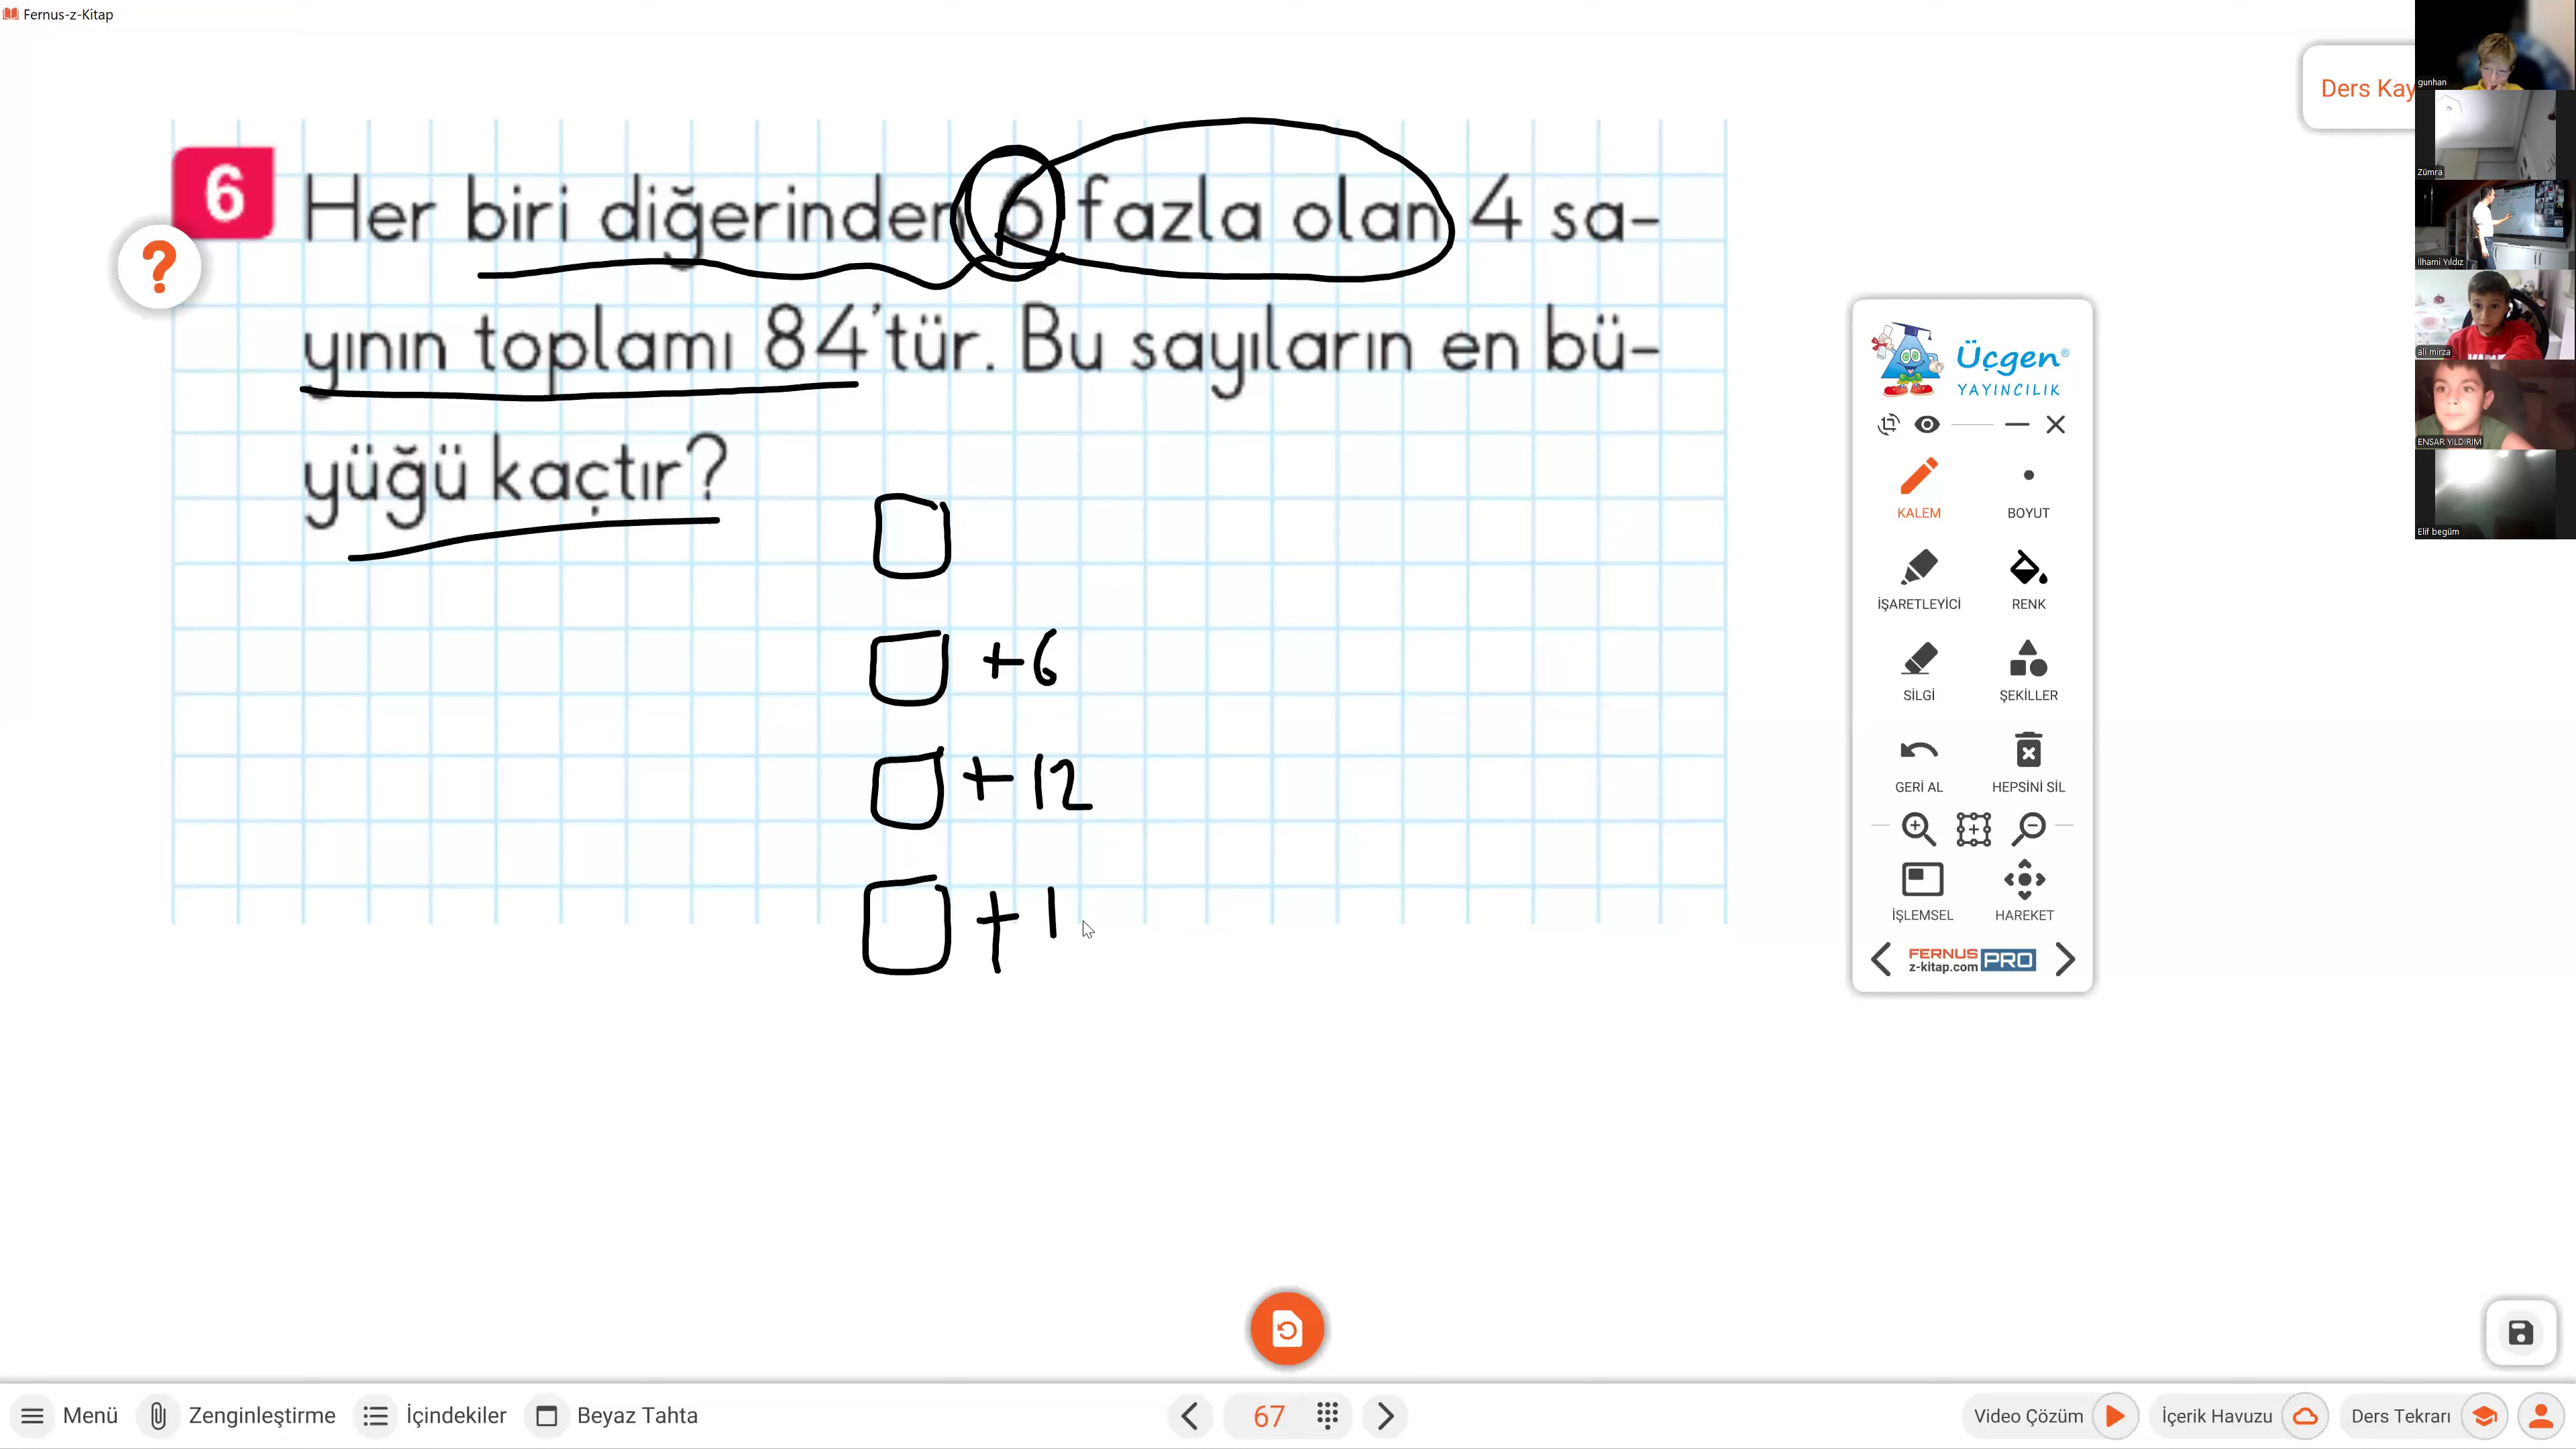 Fernus-z-Kitap
Ders Kay
6
Her biri diğerinden 6 fazla olan 4 sa-
yının toplamı 84'tür. Bu sayıların en bü-
yüğü kaçtır?
?
+6
+12
+1
Üçgen®
YAYINCILIK
KALEM BOYUT
İŞARETLEYİCİ RENK
SİLGİ ŞEKİLLER
GERİ AL HEPSİNİ SİL
İŞLEMSEL HAREKET
FERNUS
z-kitap.com PRO
gunhan
Zümra
İlhami Yıldız
ali mirza
ENSAR YILDIRIM
Elif begüm
Menü Zenginleştirme İçindekiler Beyaz Tahta 67 Video Çözüm İçerik Havuzu Ders Tekrarı